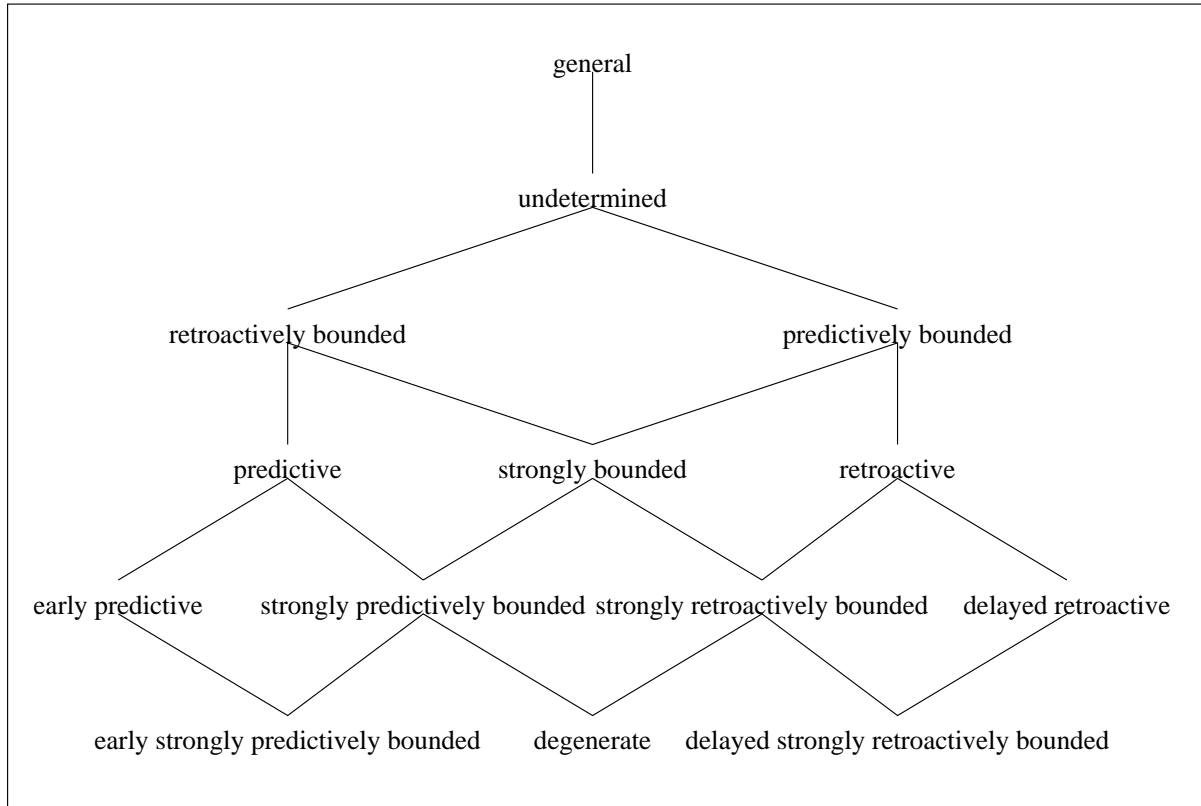 general
undetermined
retroactively bounded predictively bounded
predictive strongly bounded retroactive
early predictive strongly predictively bounded strongly retroactively bounded delayed retroactive
early strongly predictively bounded degenerate delayed strongly retroactively bounded